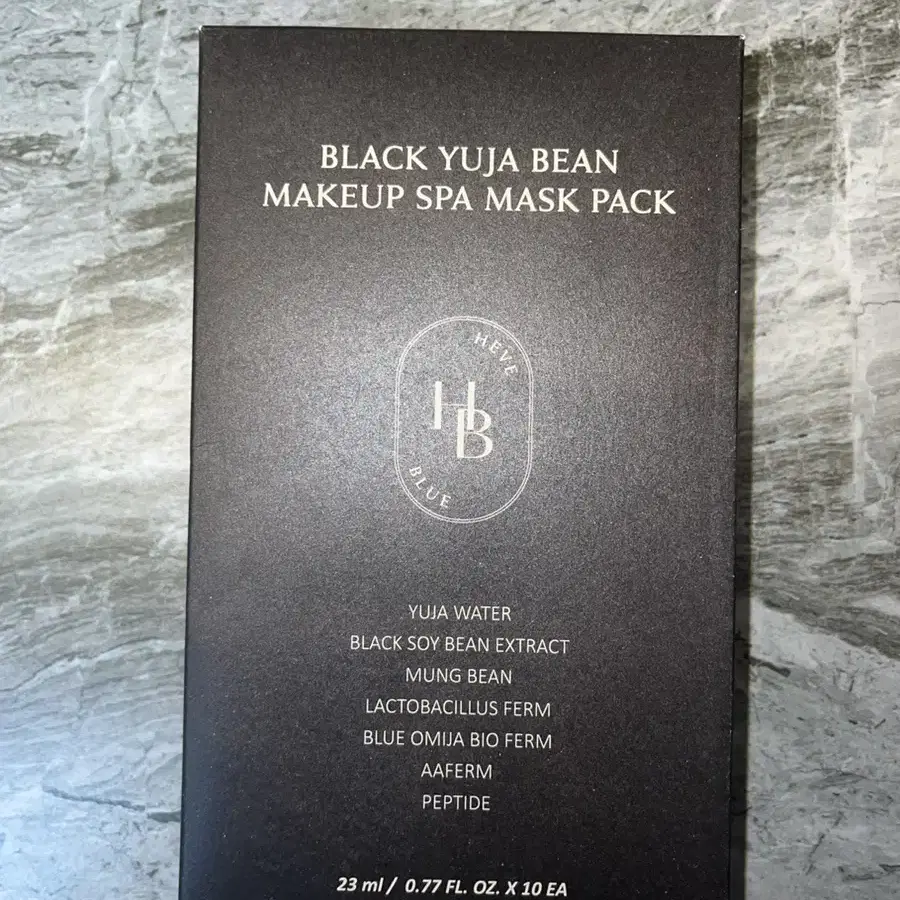 BLACK YUJA BEAN
MAKEUP SPA MASK PACK
HEVE
HB
BLUE
YUJA WATER
BLACK SOY BEAN EXTRACT
MUNG BEAN
LACTOBACILLUS FERM
BLUE OMIJA BIO FERM
AAFERM
PEPTIDE
23 ml / 0.77 FL. OZ. X 10 EA